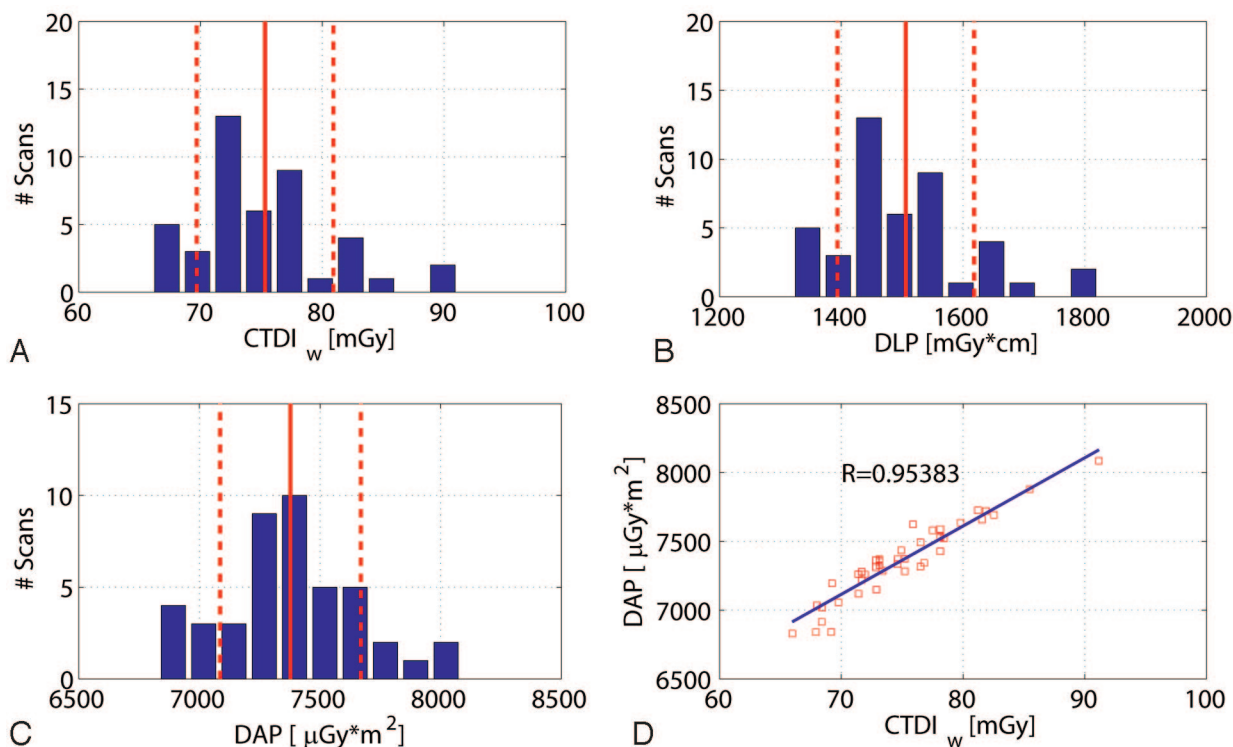 20
15
10
5
0
# Scans
60 70 80 90 100
CTDI w [mGy]
A
20
15
10
5
0
# Scans
1200 1400 1600 1800 2000
DLP [mGy*cm]
B
15
10
5
0
# Scans
6500 7000 7500 8000 8500
DAP [ μGy*m2]
C
8500
8000
7500
7000
6500
DAP [ μGy*m2]
R=0.95383
60 70 80 90 100
CTDI w [mGy]
D